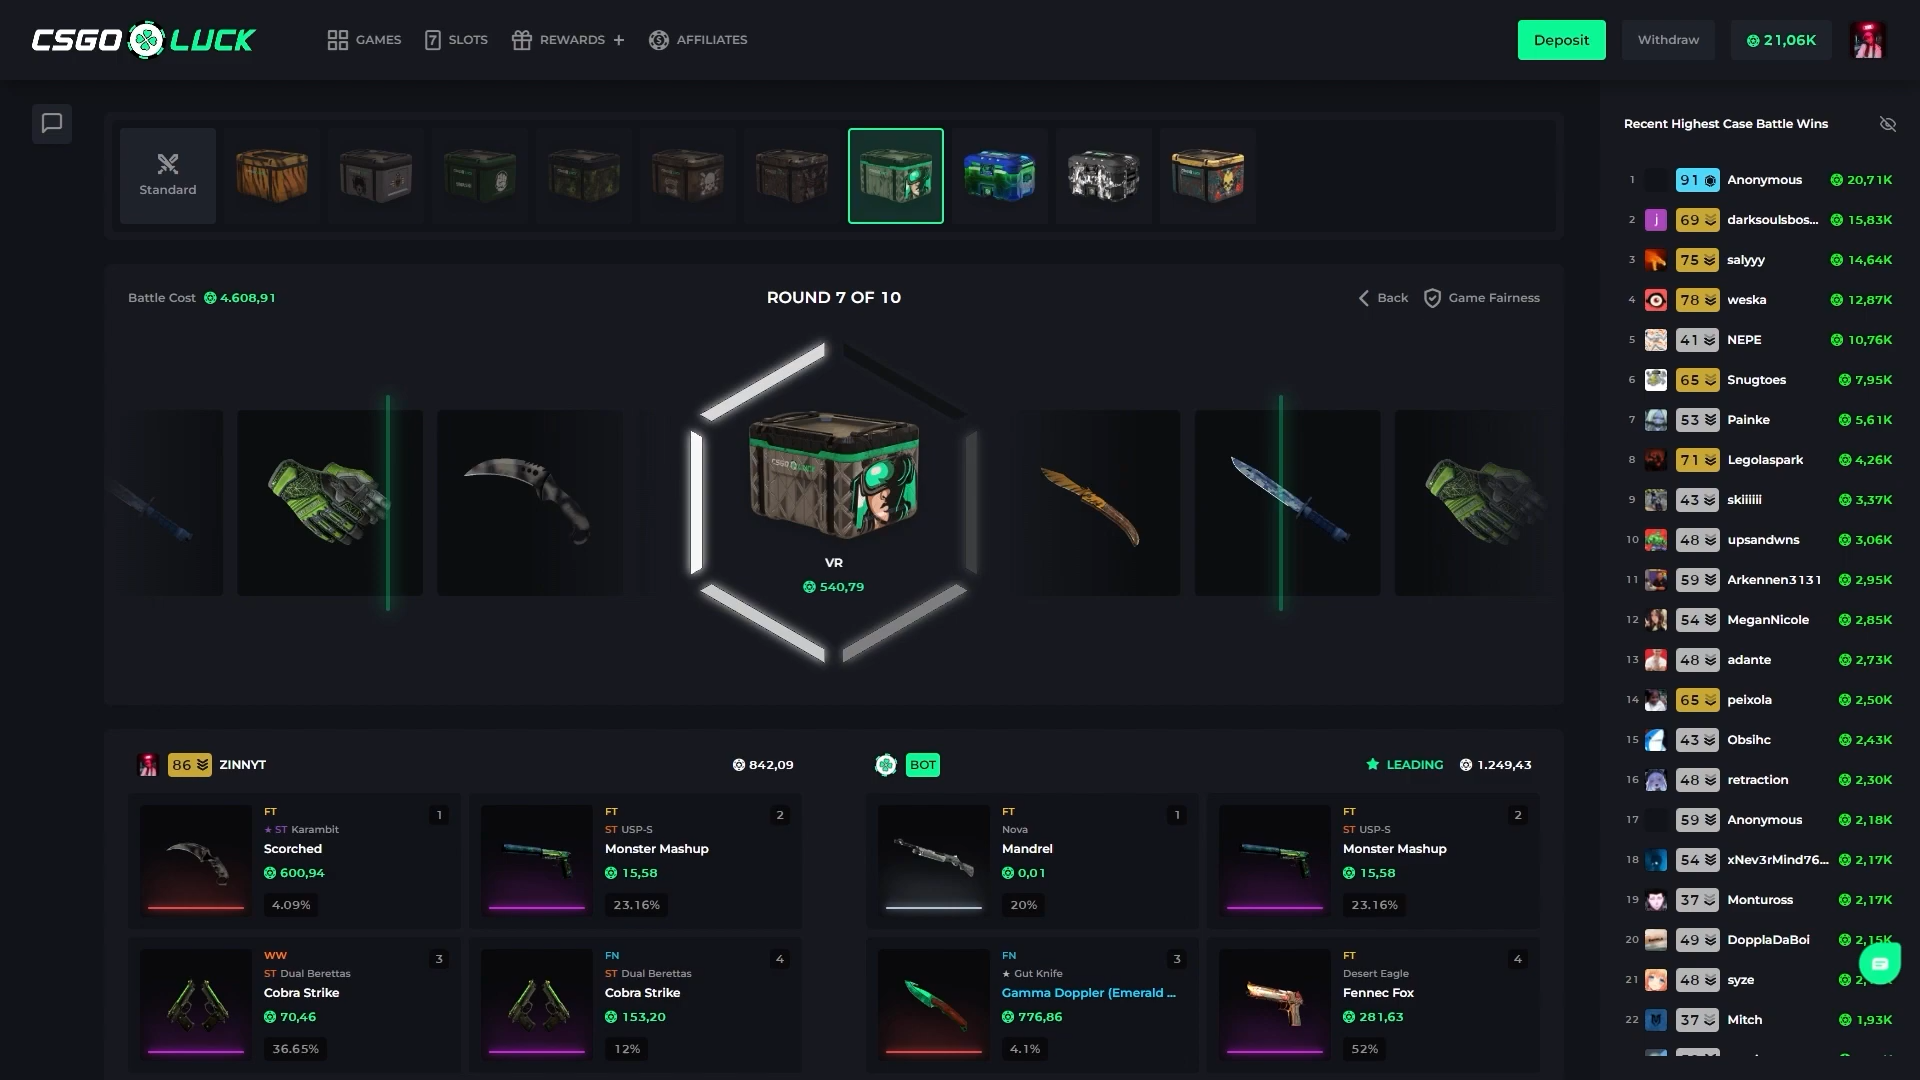 CSGO LUCK
GAMES
SLOTS
REWARDS +
AFFILIATES
Deposit
Withdraw
21,06K
Standard
Battle Cost 4.608,91
ROUND 7 OF 10
Back
Game Fairness
CSGO LUCK
VR
540,79
86 ZINNYT
842,09
BOT
LEADING
1.249,43
FT
1
★ ST Karambit
Scorched
600,94
4.09%
FT
2
ST USP-S
Monster Mashup
15,58
23.16%
FT
1
Nova
Mandrel
0,01
20%
FT
2
ST USP-S
Monster Mashup
15,58
23.16%
WW
3
ST Dual Berettas
Cobra Strike
70,46
36.65%
FN
4
ST Dual Berettas
Cobra Strike
153,20
12%
FN
3
★ Gut Knife
Gamma Doppler (Emerald ...
776,86
4.1%
FT
4
Desert Eagle
Fennec Fox
281,63
52%
Recent Highest Case Battle Wins
1 91 Anonymous 20,71K
2 j 69 darksoulsbos... 15,83K
3 75 salyyy 14,64K
4 78 weska 12,87K
5 41 NEPE 10,76K
6 65 Snugtoes 7,95K
7 53 Painke 5,61K
8 71 Legolaspark 4,26K
9 43 skiiiiii 3,37K
10 48 upsandwns 3,06K
11 59 Arkennen3131 2,95K
12 54 MeganNicole 2,85K
13 48 adante 2,73K
14 65 peixola 2,50K
15 43 Obsihc 2,43K
16 48 retraction 2,30K
17 59 Anonymous 2,18K
18 54 xNev3rMind76... 2,17K
19 37 Montuross 2,17K
20 49 DopplaDaBoi 2,15K
21 48 syze
22 37 Mitch 1,93K